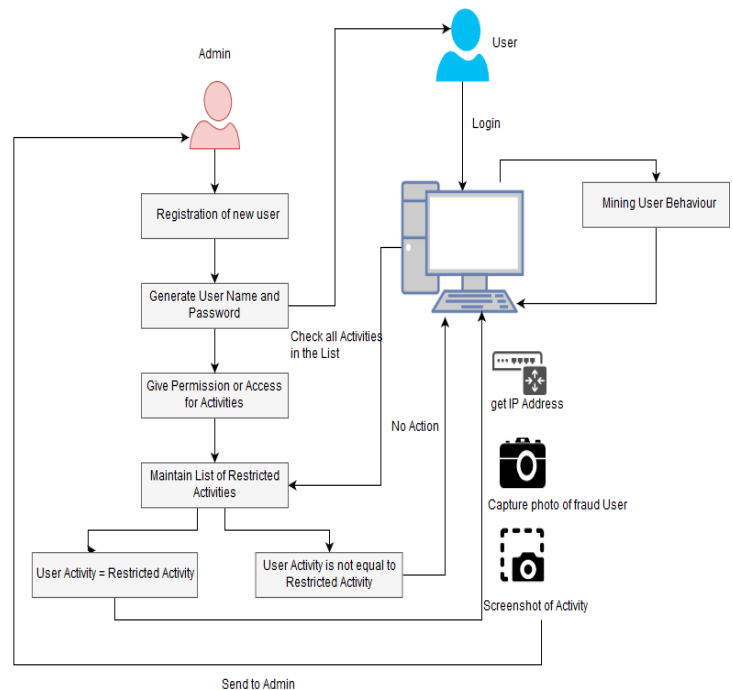 Admin
User
Login
Registration of new user
Mining User Behaviour
Generate User Name and
Password
Check all Activities
in the List
Give Permission or Access
for Activities
get IP Address
No Action
Maintain List of Restricted
Activities
Capture photo of fraud User
User Activity = Restricted Activity
User Activity is not equal to
Restricted Activity
Screenshot of Activity
Send to Admin